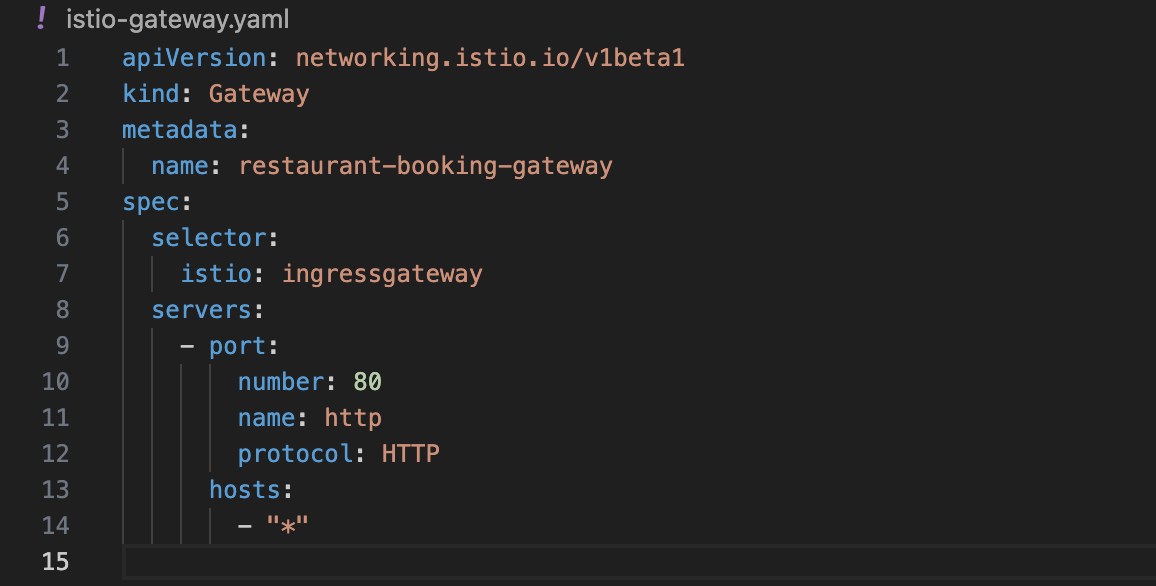 ! istio-gateway.yaml
1 apiVersion: networking.istio.io/v1beta1
2 kind: Gateway
3 metadata:
4   name: restaurant-booking-gateway
5 spec:
6   selector:
7     istio: ingressgateway
8   servers:
9     - port:
10         number: 80
11         name: http
12         protocol: HTTP
13       hosts:
14         - "*"
15